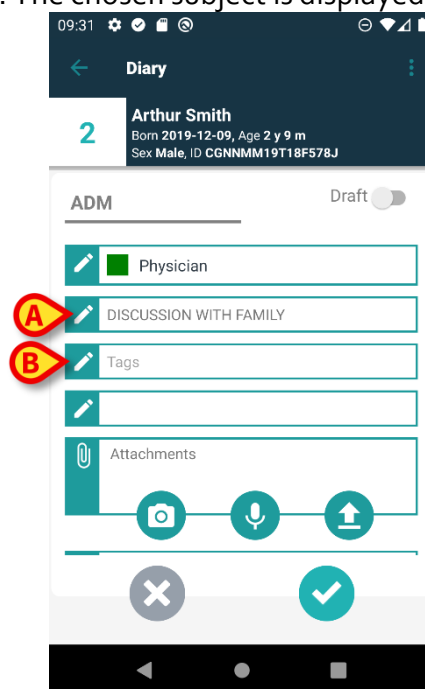 . The chosen subject is displayed
09:31
Diary
2
Arthur Smith
Born 2019-12-09, Age 2 y 9 m
Sex Male, ID CGNNMM19T18F578J
ADM
Draft
Physician
A
DISCUSSION WITH FAMILY
B
Tags
Attachments